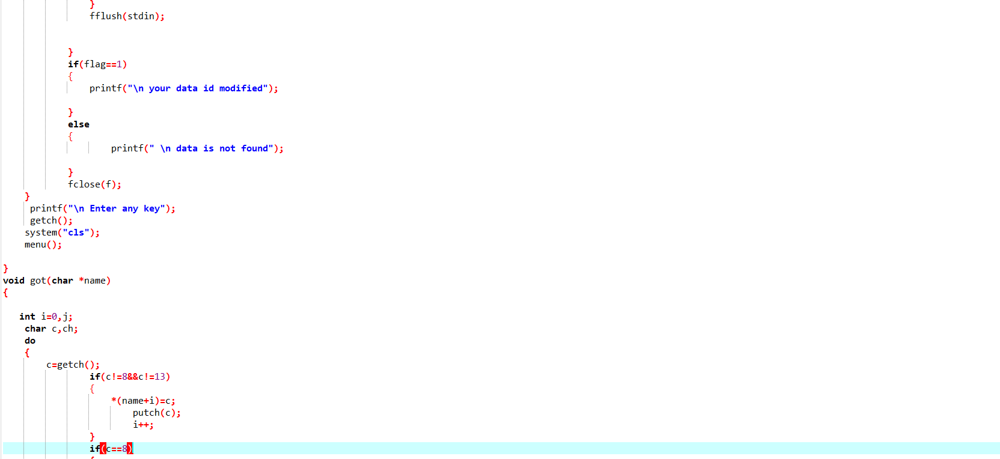 }
fflush(stdin);
}
if(flag==1)
{
printf("\n your data id modified");
}
else
{
printf(" \n data is not found");
}
fclose(f);
}
printf("\n Enter any key");
getch();
system("cls");
menu();
}
void got(char *name)
{
int i=0,j;
char c,ch;
do
{
c=getch();
if(c!=8&&c!=13)
{
*(name+i)=c;
putch(c);
i++;
}
if(c==8)
{